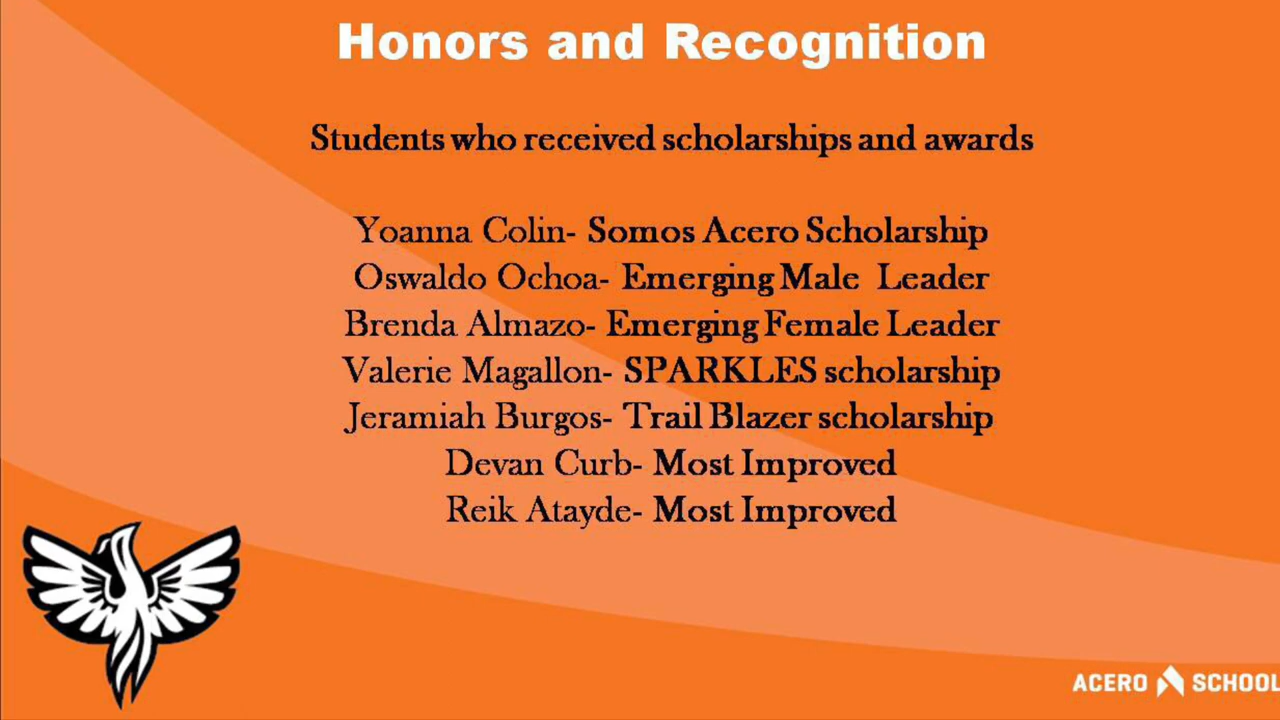 Honors and Recognition
Students who received scholarships and awards
Yoanna Colin- Somos Acero Scholarship
Oswaldo Ochoa- Emerging Male Leader
Brenda Almazo- Emerging Female Leader
Valerie Magallon- SPARKLES scholarship
Jeramiah Burgos- Trail Blazer scholarship
Devan Curb- Most Improved
Reik Atayde- Most Improved
ACERO SCHOOL